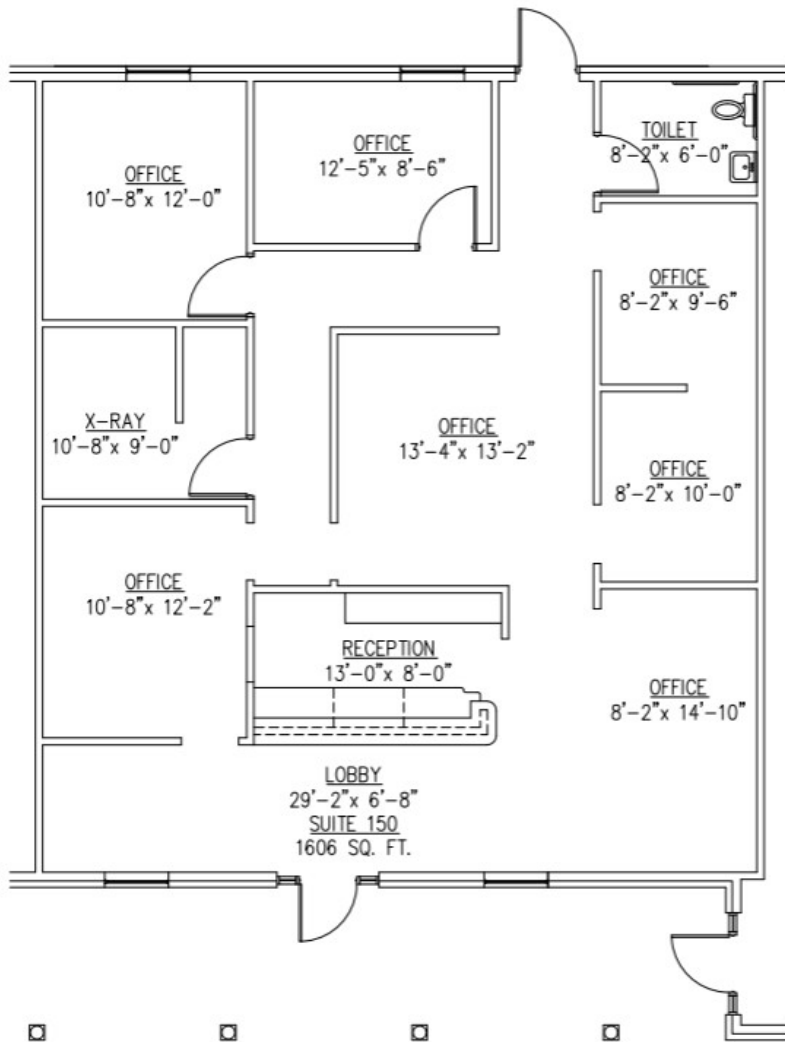 TOILET
8'-2"x 6'-0"
OFFICE
12'-5"x 8'-6"
OFFICE
10'-8"x 12'-0"
OFFICE
8'-2"x 9'-6"
X-RAY
10'-8"x 9'-0"
OFFICE
13'-4"x 13'-2"
OFFICE
8'-2"x 10'-0"
OFFICE
10'-8"x 12'-2"
RECEPTION
13'-0"x 8'-0"
OFFICE
8'-2"x 14'-10"
LOBBY
29'-2"x 6'-8"
SUITE 150
1606 SQ. FT.